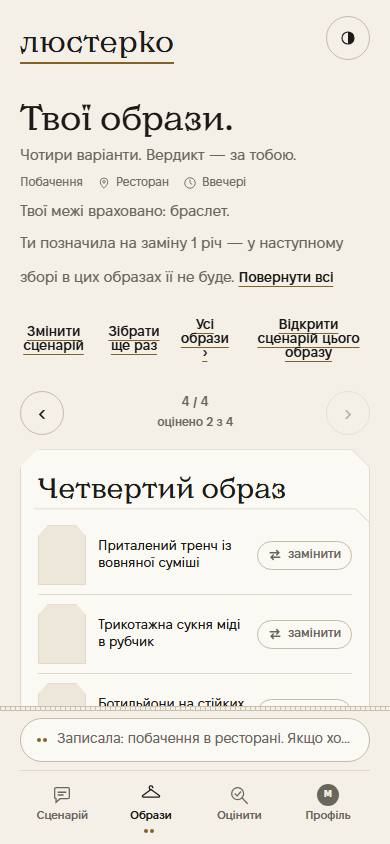 люстерко
Твої образи.
Чотири варіанти. Вердикт — за тобою.
Побачення Ресторан Ввечері
Твої межі враховано: браслет.
Ти позначила на заміну 1 річ — у наступному
зборі в цих образах її не буде. Повернути всі
Змінити
сценарій
Зібрати
ще раз
Усі
образи
›
Відкрити
сценарій цього
образу
4 / 4
оцінено 2 з 4
Четвертий образ
Приталений тренч із
вовняної суміші
замінити
Трикотажна сукня міді
в рубчик
замінити
Ботильйони на стійких
Записала: побачення в ресторані. Якщо хо...
Сценарій
Образи
Оцінити
М
Профіль